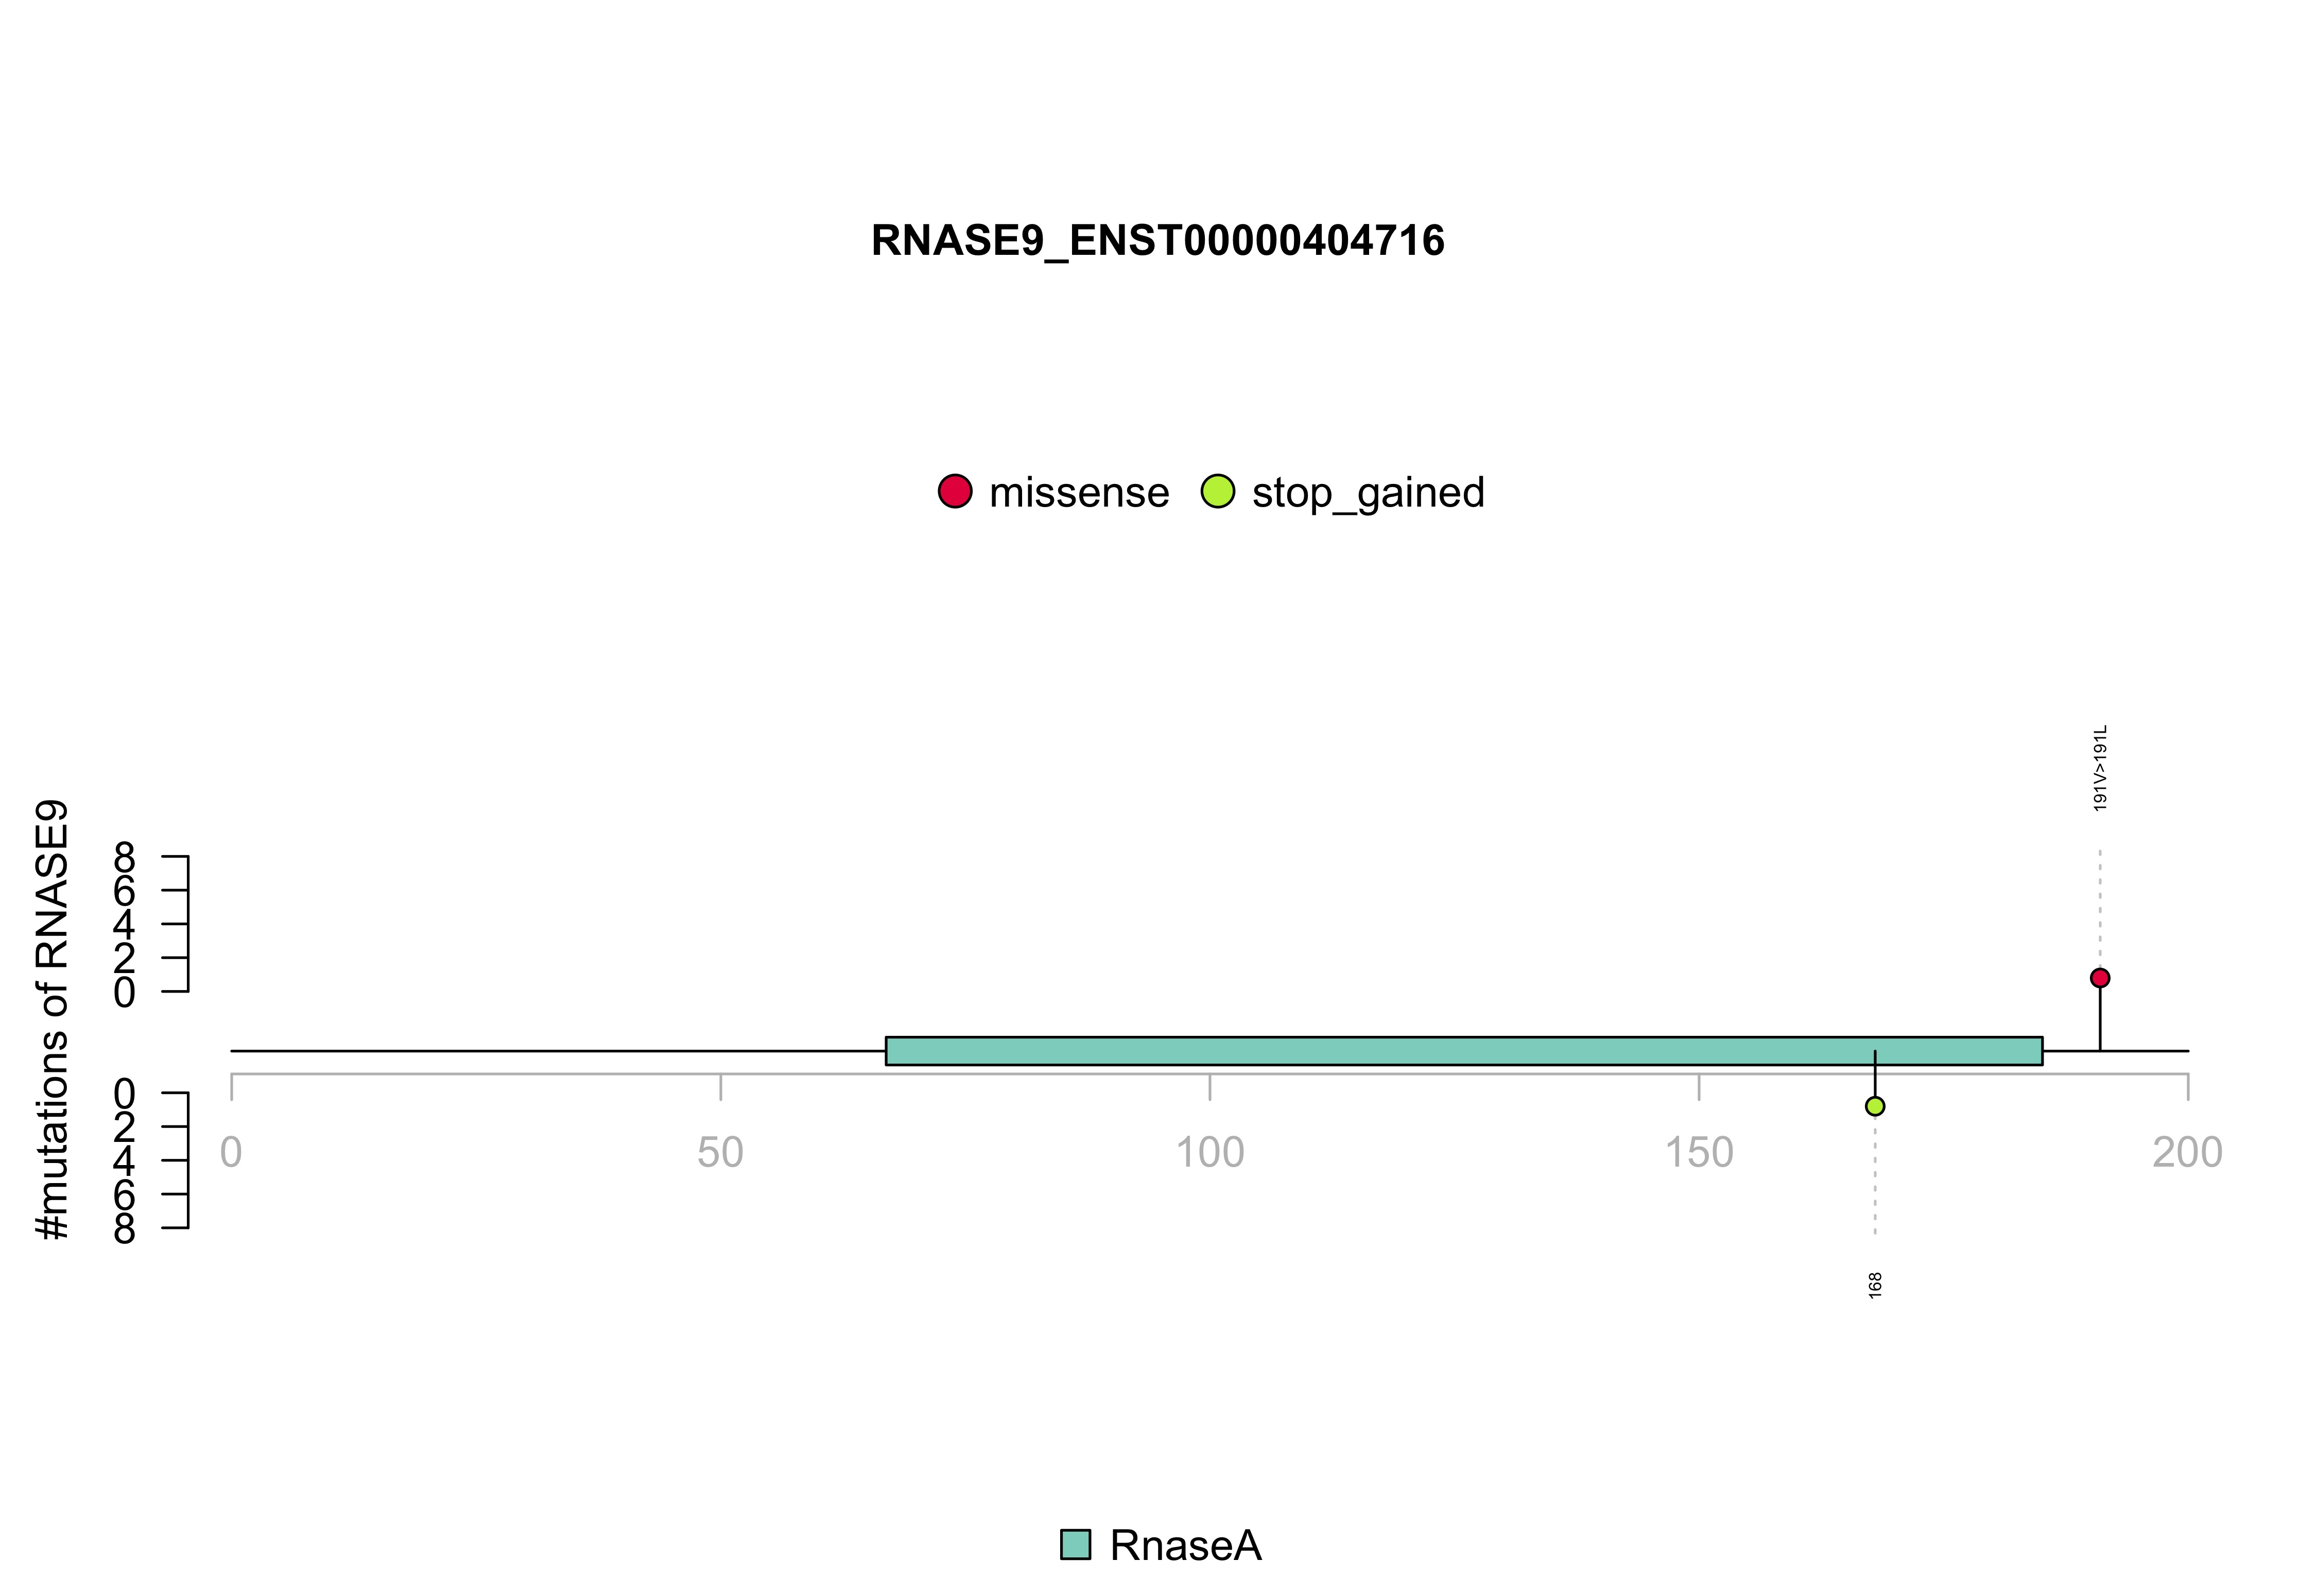 RNASE9_ENST00000404716
missense
stop_gained
191V>191L
#mutations of RNASE9
8
6
4
2
0
0
2
4
6
8
0
50
100
150
200
168
RnaseA